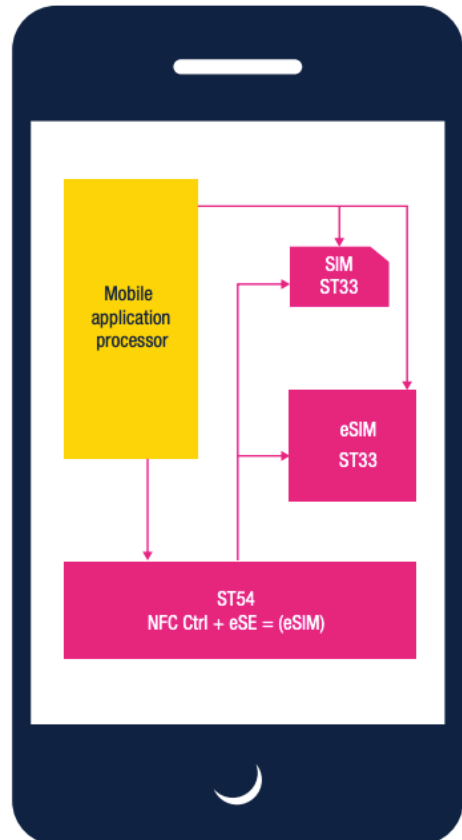 Mobile
application
processor
SIM
ST33
eSIM
ST33
ST54
NFC Ctrl + eSE = (eSIM)